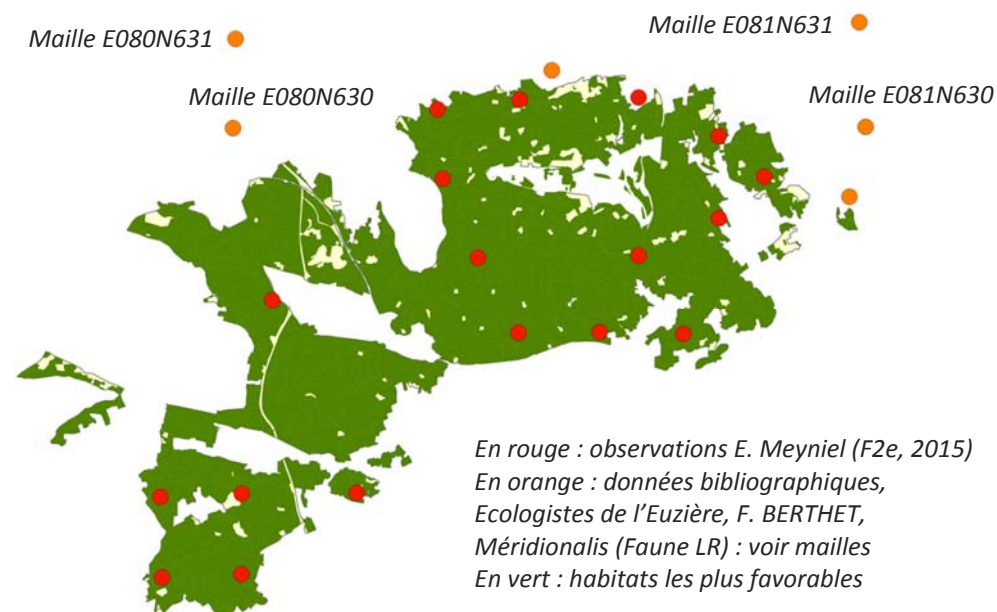 Maille E080N631
Maille E081N631
Maille E080N630
Maille E081N630
En rouge : observations E. Meyniel (F2e, 2015)
En orange : données bibliographiques,
Ecologistes de l’Euzière, F. BERTHET,
Méridionalis (Faune LR) : voir mailles
En vert : habitats les plus favorables